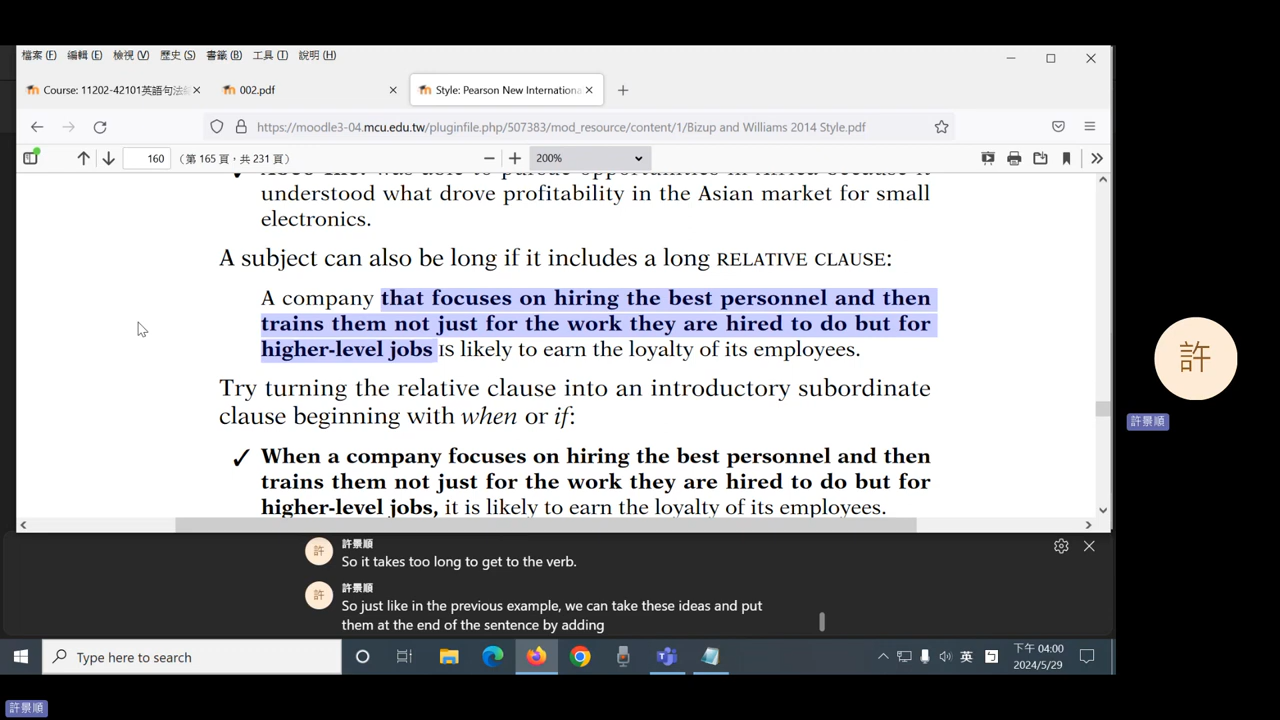 檔案(F) 編輯(E) 檢視(V) 歷史(S) 書籤(B) 工具(T) 說明(H)
Course: 11202-42101英語句法
002.pdf
Style: Pearson New Internationa
https://moodle3-04.mcu.edu.tw/pluginfile.php/507383/mod_resource/content/1/Bizup and Williams 2014 Style.pdf
160 (第 165 頁，共 231 頁) 200%
understood what drove profitability in the Asian market for small
electronics.
A subject can also be long if it includes a long RELATIVE CLAUSE:
A company that focuses on hiring the best personnel and then
trains them not just for the work they are hired to do but for
higher-level jobs IS likely to earn the loyalty of its employees.
Try turning the relative clause into an introductory subordinate
clause beginning with when or if:
✓ When a company focuses on hiring the best personnel and then
trains them not just for the work they are hired to do but for
higher-level jobs, it is likely to earn the loyalty of its employees.
許
許景順
許
許景順
So it takes too long to get to the verb.
許
許景順
So just like in the previous example, we can take these ideas and put
them at the end of the sentence by adding
Type here to search
英
下午 04:00
2024/5/29
許景順